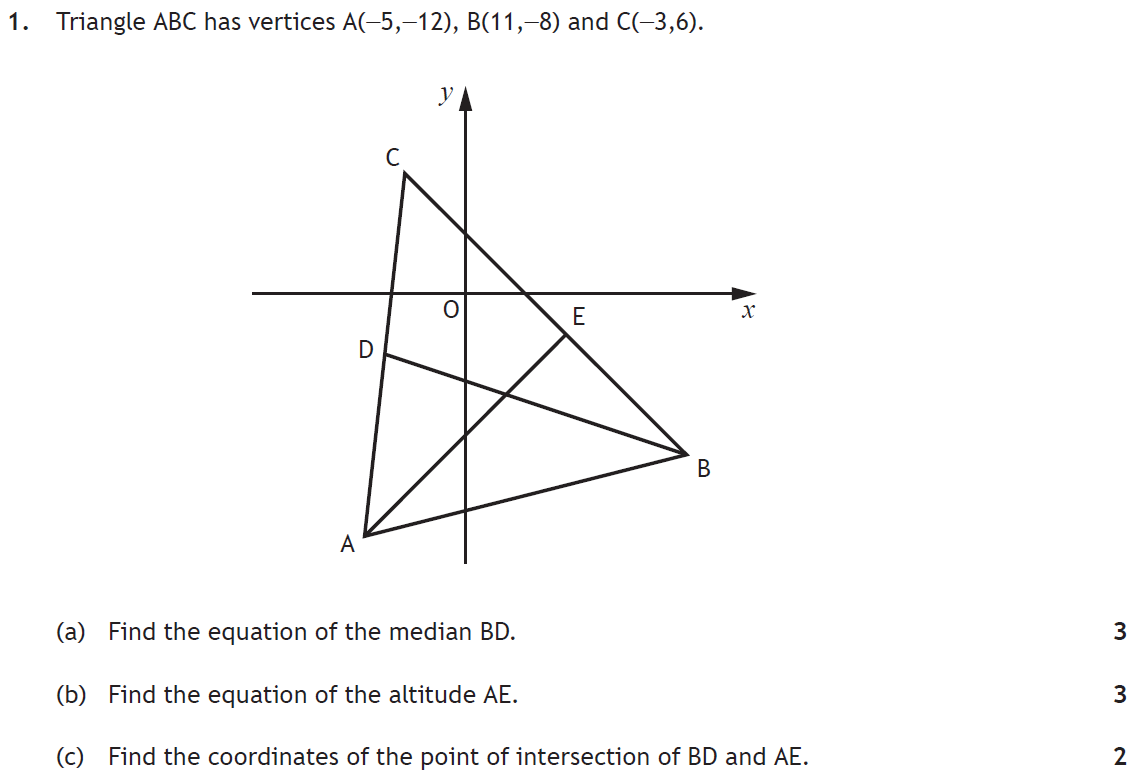 1. Triangle ABC has vertices A(−5,−12), B(11,−8) and C(−3,6).
y
C
O
E
x
D
B
A
(a) Find the equation of the median BD. 3
(b) Find the equation of the altitude AE. 3
(c) Find the coordinates of the point of intersection of BD and AE. 2